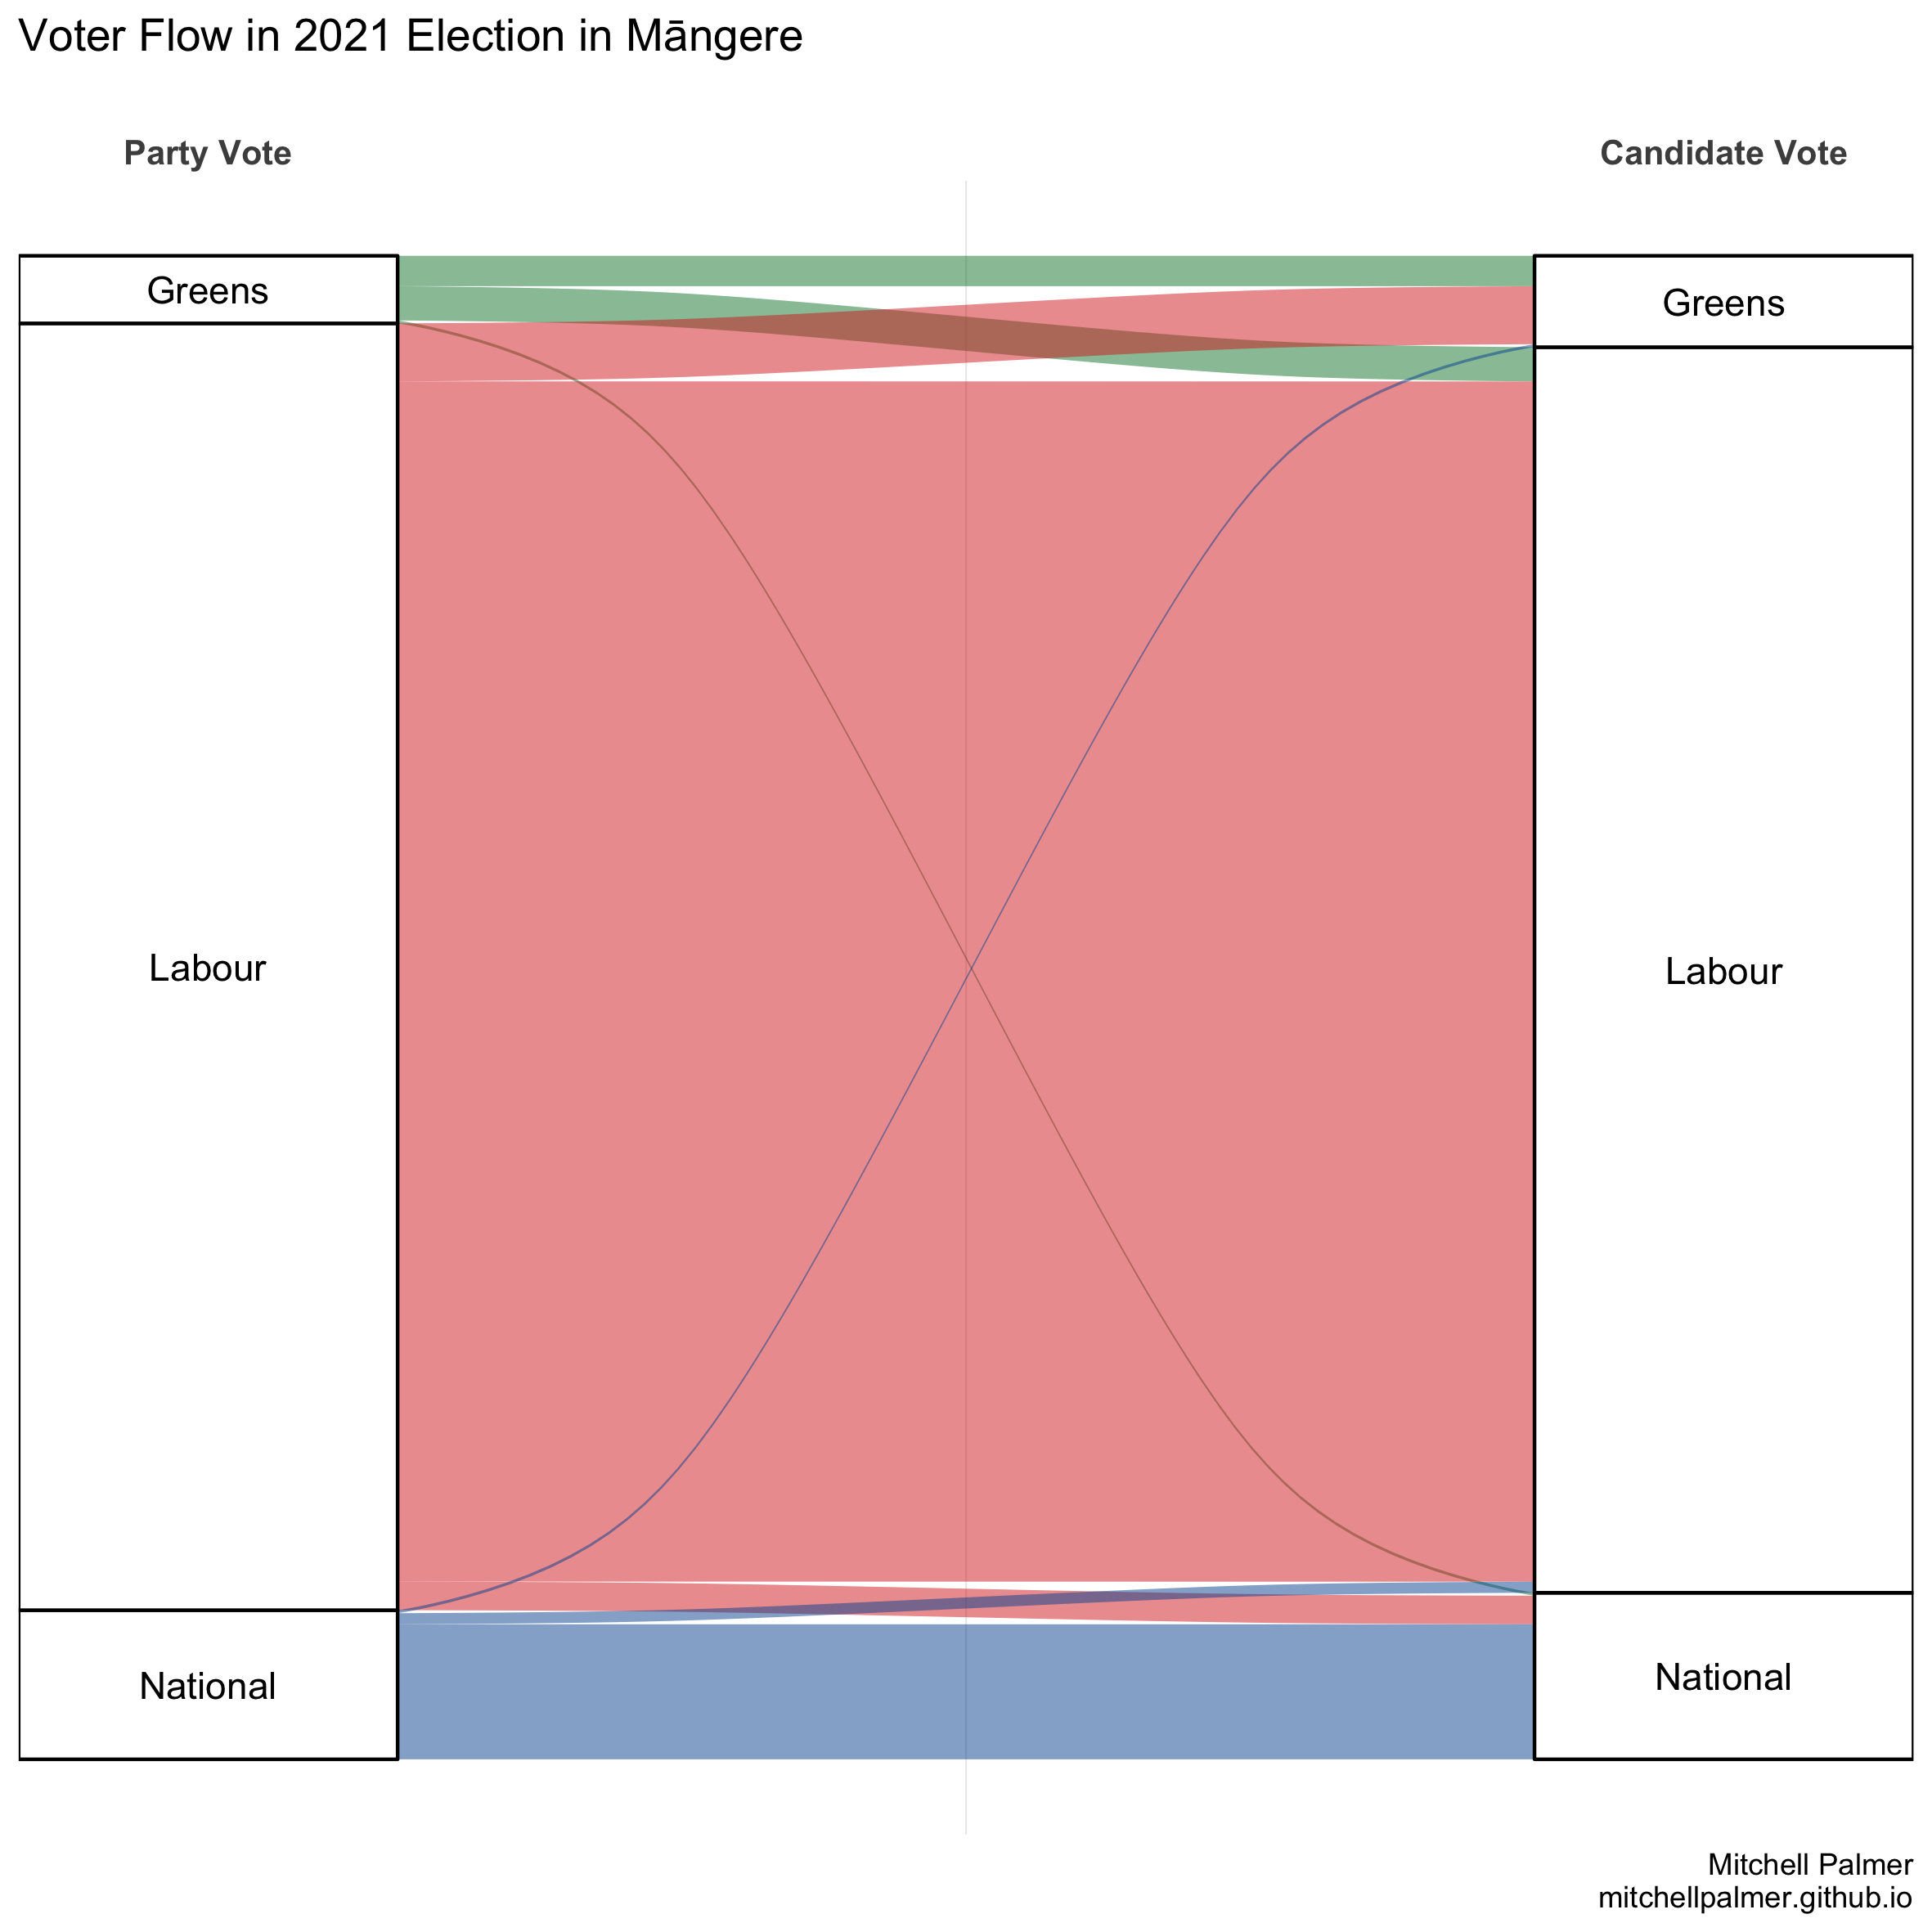 Voter Flow in 2021 Election in Māngere
Party Vote
Candidate Vote
Greens
Greens
Labour
Labour
National
National
Mitchell Palmer
mitchellpalmer.github.io